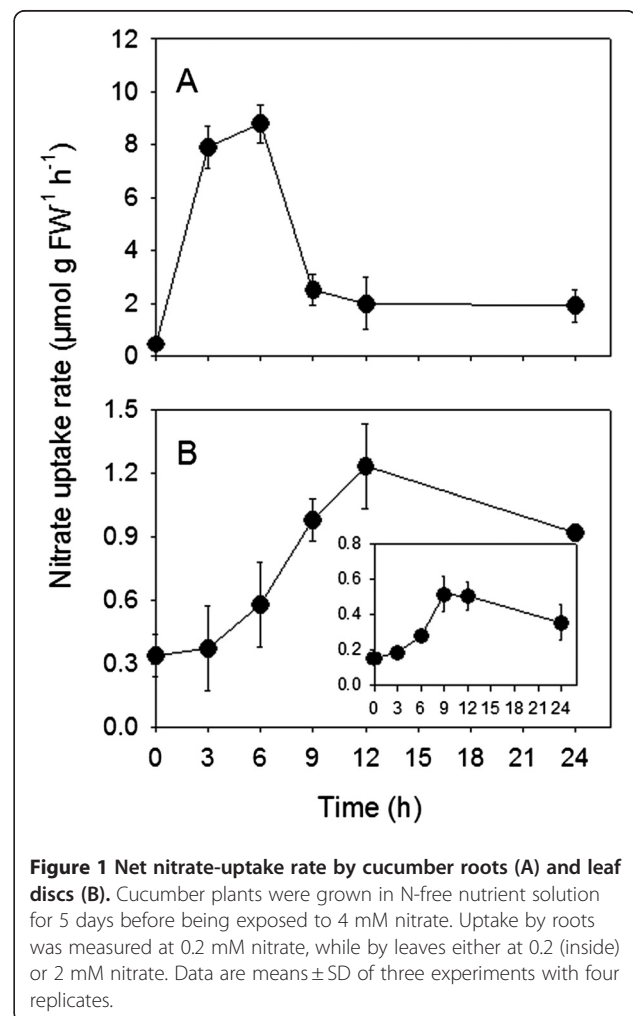 A
12
10
8
6
4
2
0
Nitrate uptake rate (µmol g FW⁻¹ h⁻¹)
B
1.5
1.2
0.9
0.6
0.3
0.0
0.8
0.6
0.4
0.2
0.0
0 3 6 9 12 15 18 21 24
0 3 6 9 12 15 18 21 24
Time (h)
Figure 1 Net nitrate-uptake rate by cucumber roots (A) and leaf
discs (B). Cucumber plants were grown in N-free nutrient solution
for 5 days before being exposed to 4 mM nitrate. Uptake by roots
was measured at 0.2 mM nitrate, while by leaves either at 0.2 (inside)
or 2 mM nitrate. Data are means ± SD of three experiments with four
replicates.